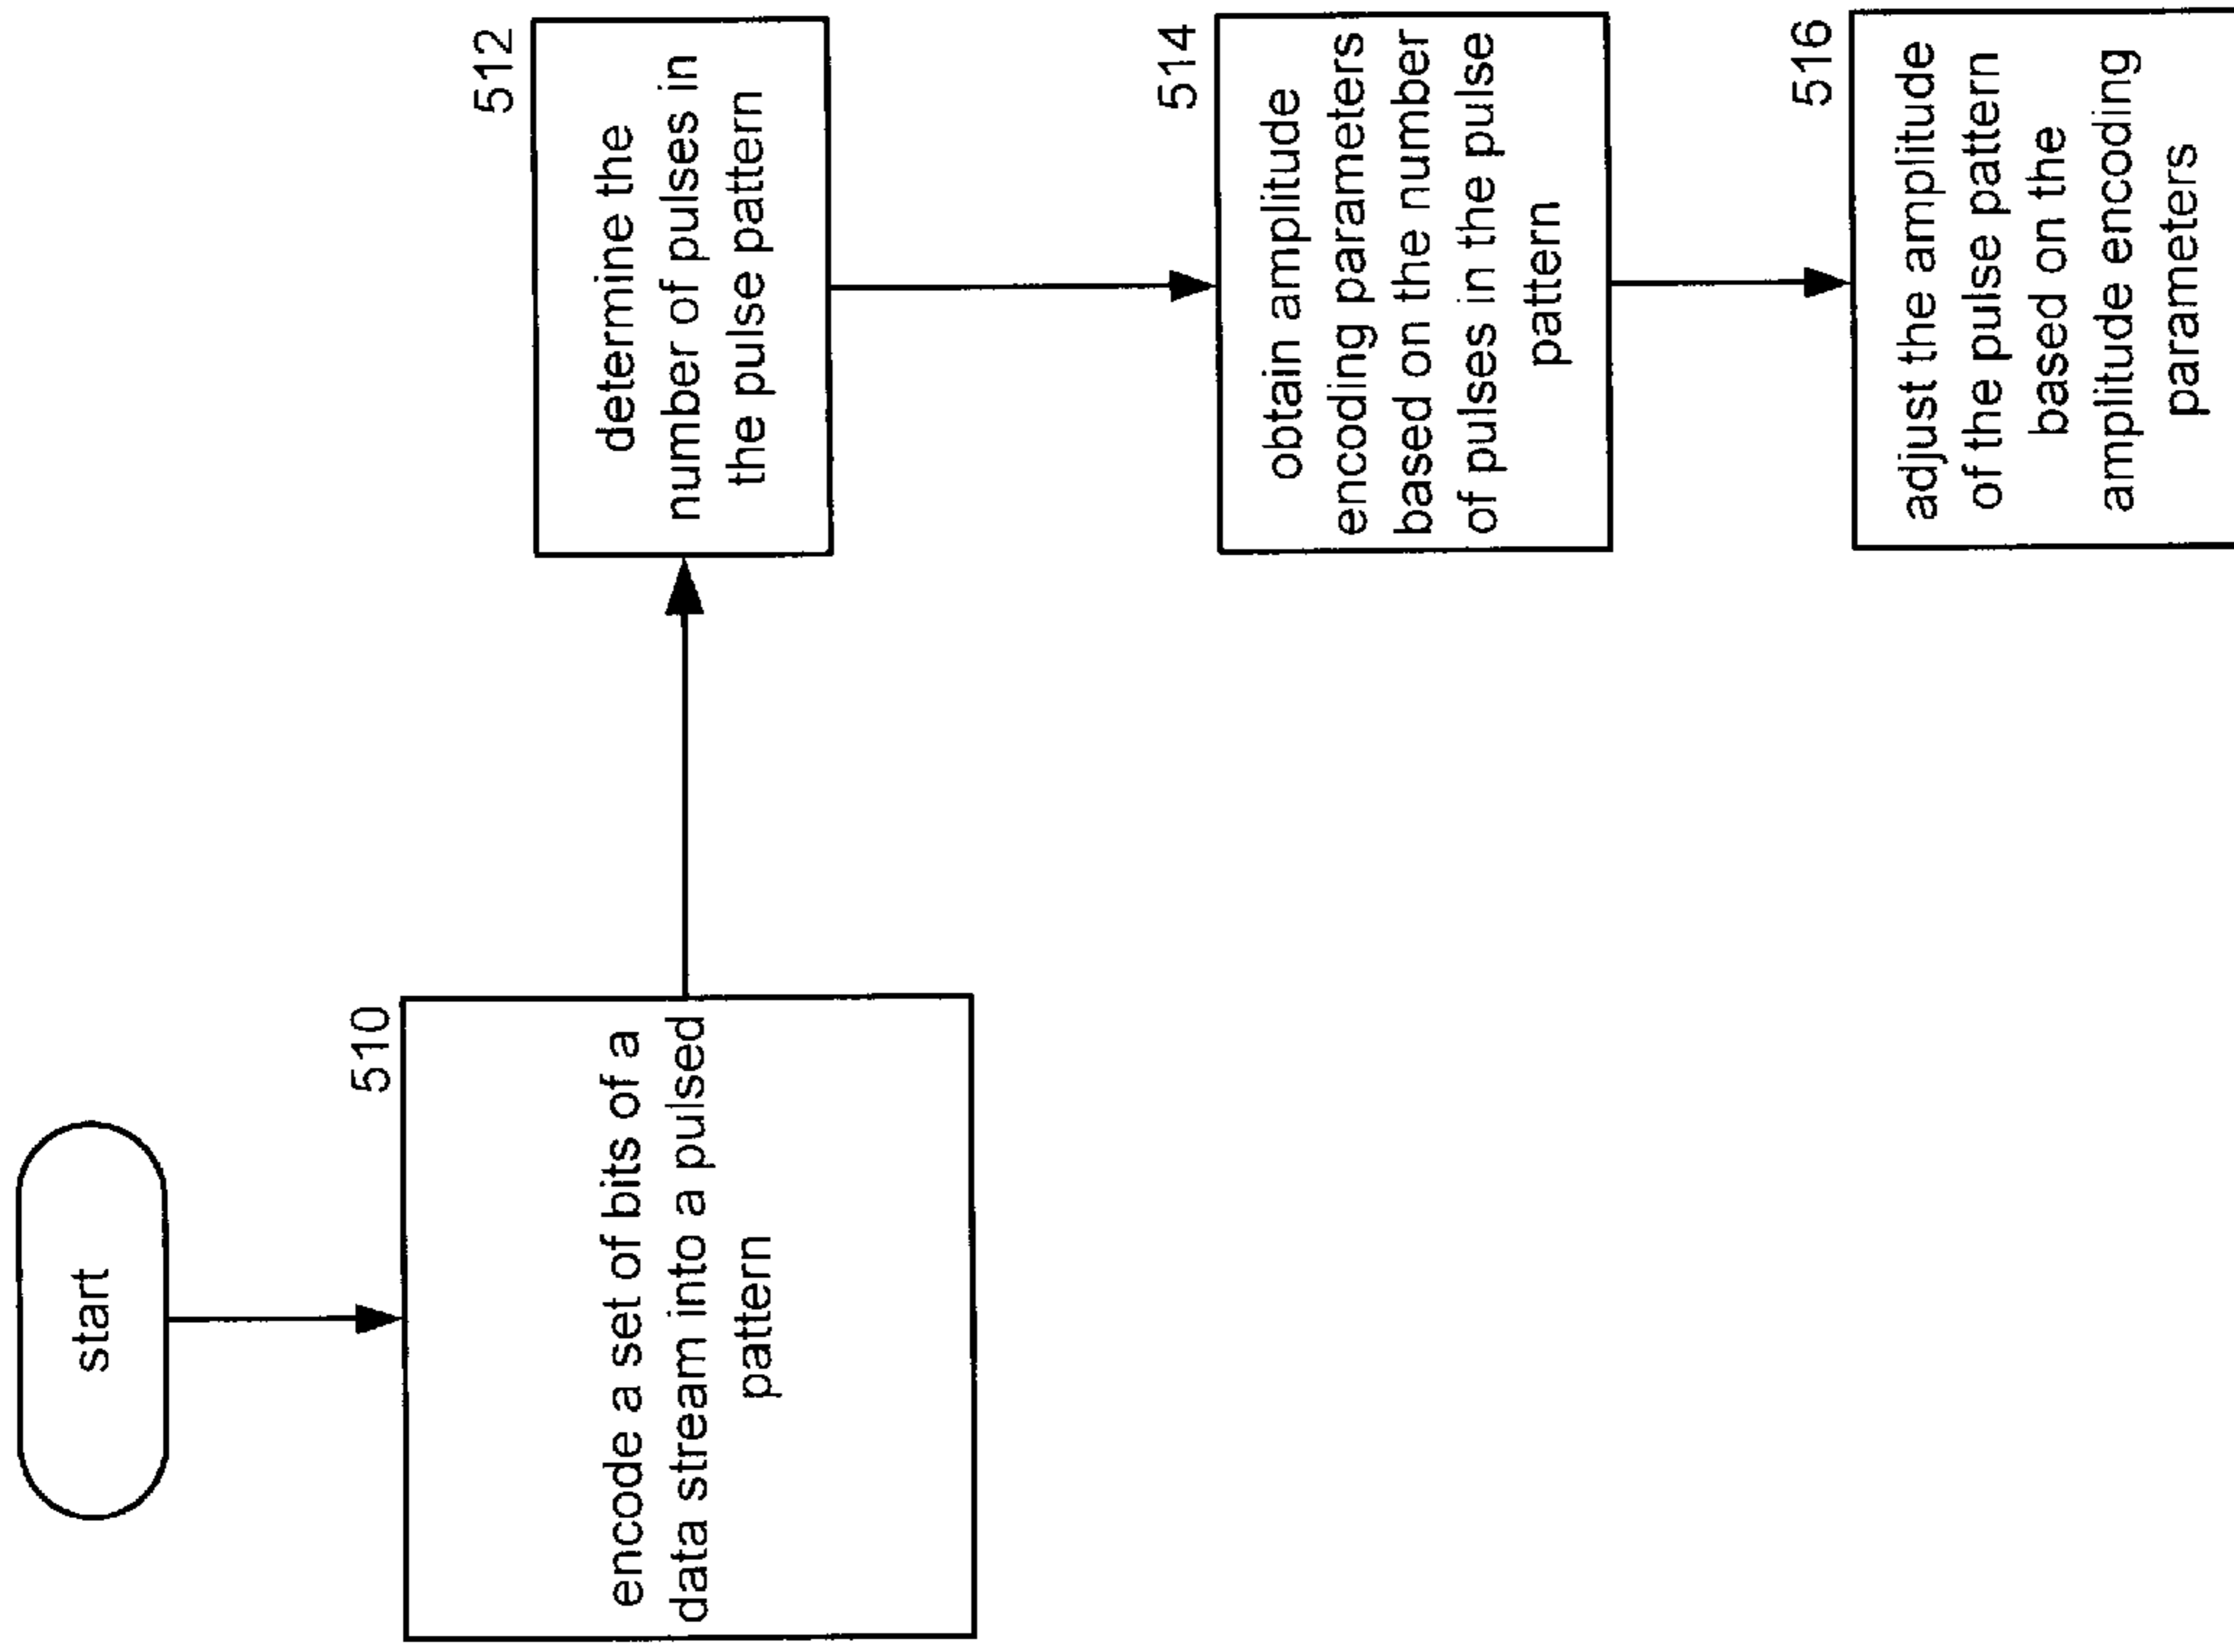 start
510
encode a set of bits of a
data stream into a pulsed
pattern
512
determine the
number of pulses in
the pulse pattern
514
obtain amplitude
encoding parameters
based on the number
of pulses in the pulse
pattern
516
adjust the amplitude
of the pulse pattern
based on the
amplitude encoding
parameters